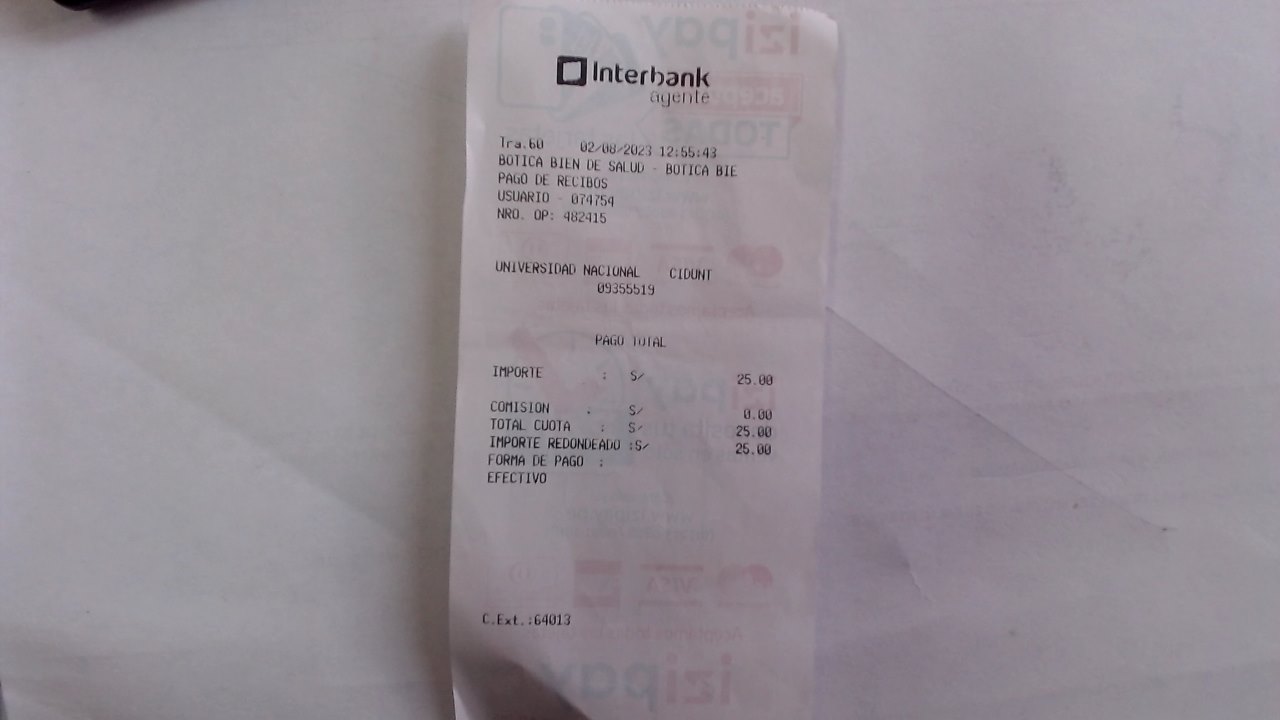 Interbank
agente
Tra.60 02/08/2023 12:55:43
BOTICA BIEN DE SALUD - BOTICA BIE
PAGO DE RECIBOS
USUARIO - 074754
NRO. OP: 482415
UNIVERSIDAD NACIONAL CIDUNT
09355519
PAGO TOTAL
IMPORTE : S/ 25.00
COMISION : S/ 0.00
TOTAL CUOTA : S/ 25.00
IMPORTE REDONDEADO :S/ 25.00
FORMA DE PAGO :
EFECTIVO
C.Ext.:64013